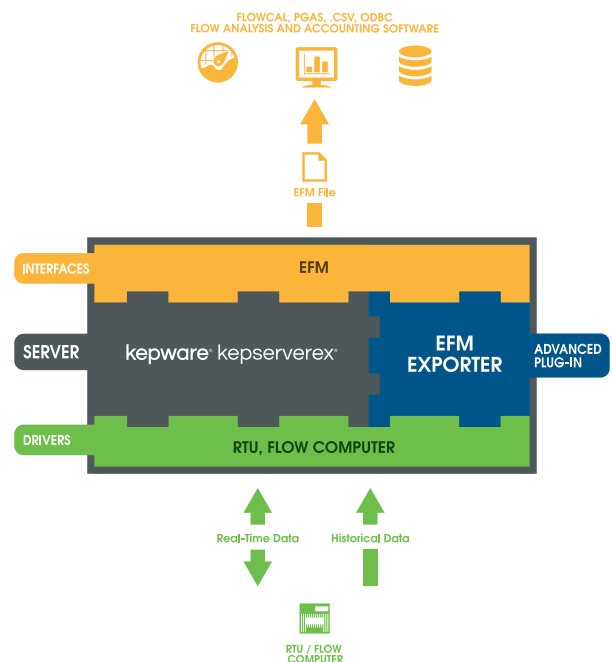 FLOWCAL, PGAS, .CSV, ODBC
FLOW ANALYSIS AND ACCOUNTING SOFTWARE
EFM File
INTERFACES
EFM
SERVER
kepware® kepserverex®
EFM
EXPORTER
ADVANCED
PLUG-IN
DRIVERS
RTU, FLOW COMPUTER
Real-Time Data
Historical Data
RTU / FLOW
COMPUTER